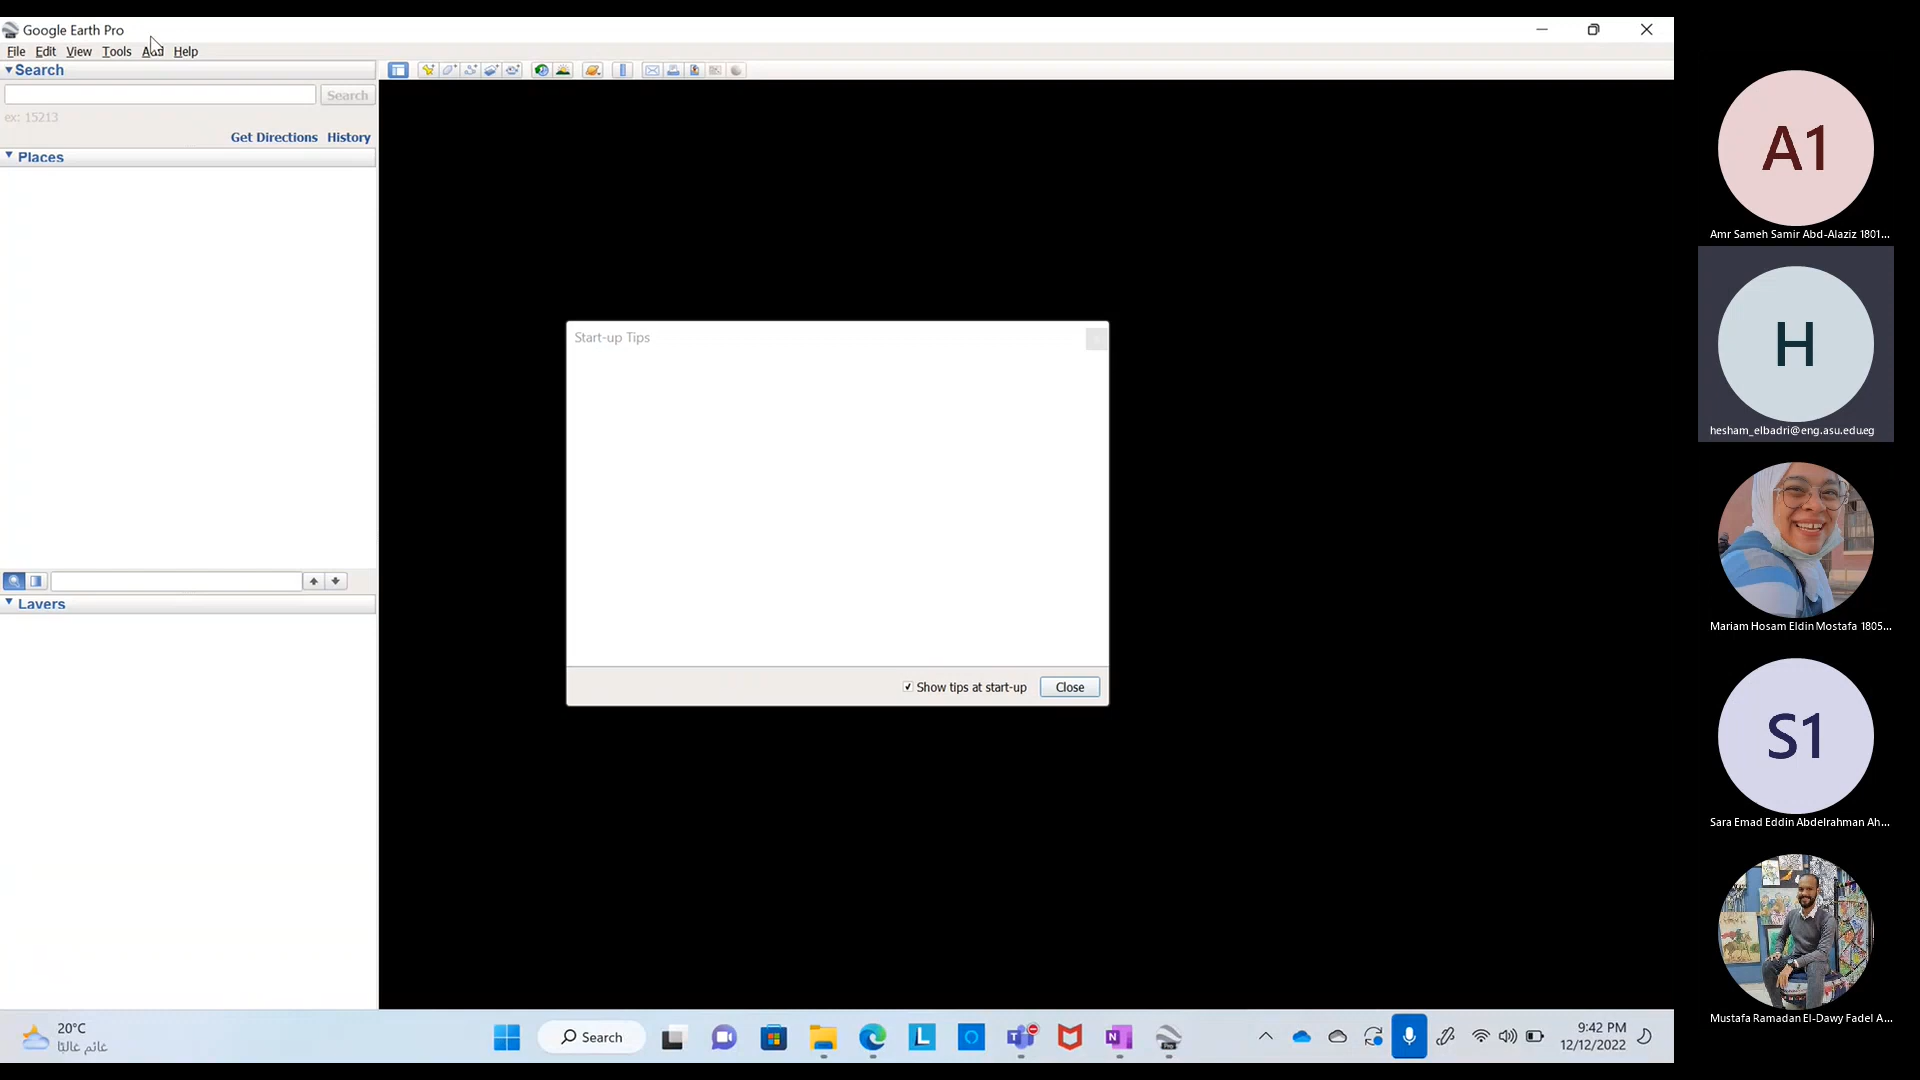 Google Earth Pro
File Edit View Tools Add Help
Search
Search
ex: 15213
Get Directions History
Places
Start-up Tips
Show tips at start-up
Close
Layers
20°C
غائم غالبًا
Search
9:42 PM
12/12/2022
A1
Amr Sameh Samir Abd-Alaziz 1801...
H
hesham_elbadri@eng.asu.edu.eg
Mariam Hosam Eldin Mostafa 1805...
S1
Sara Emad Eddin Abdelrahman Ah...
Mustafa Ramadan El-Dawy Fadel A...